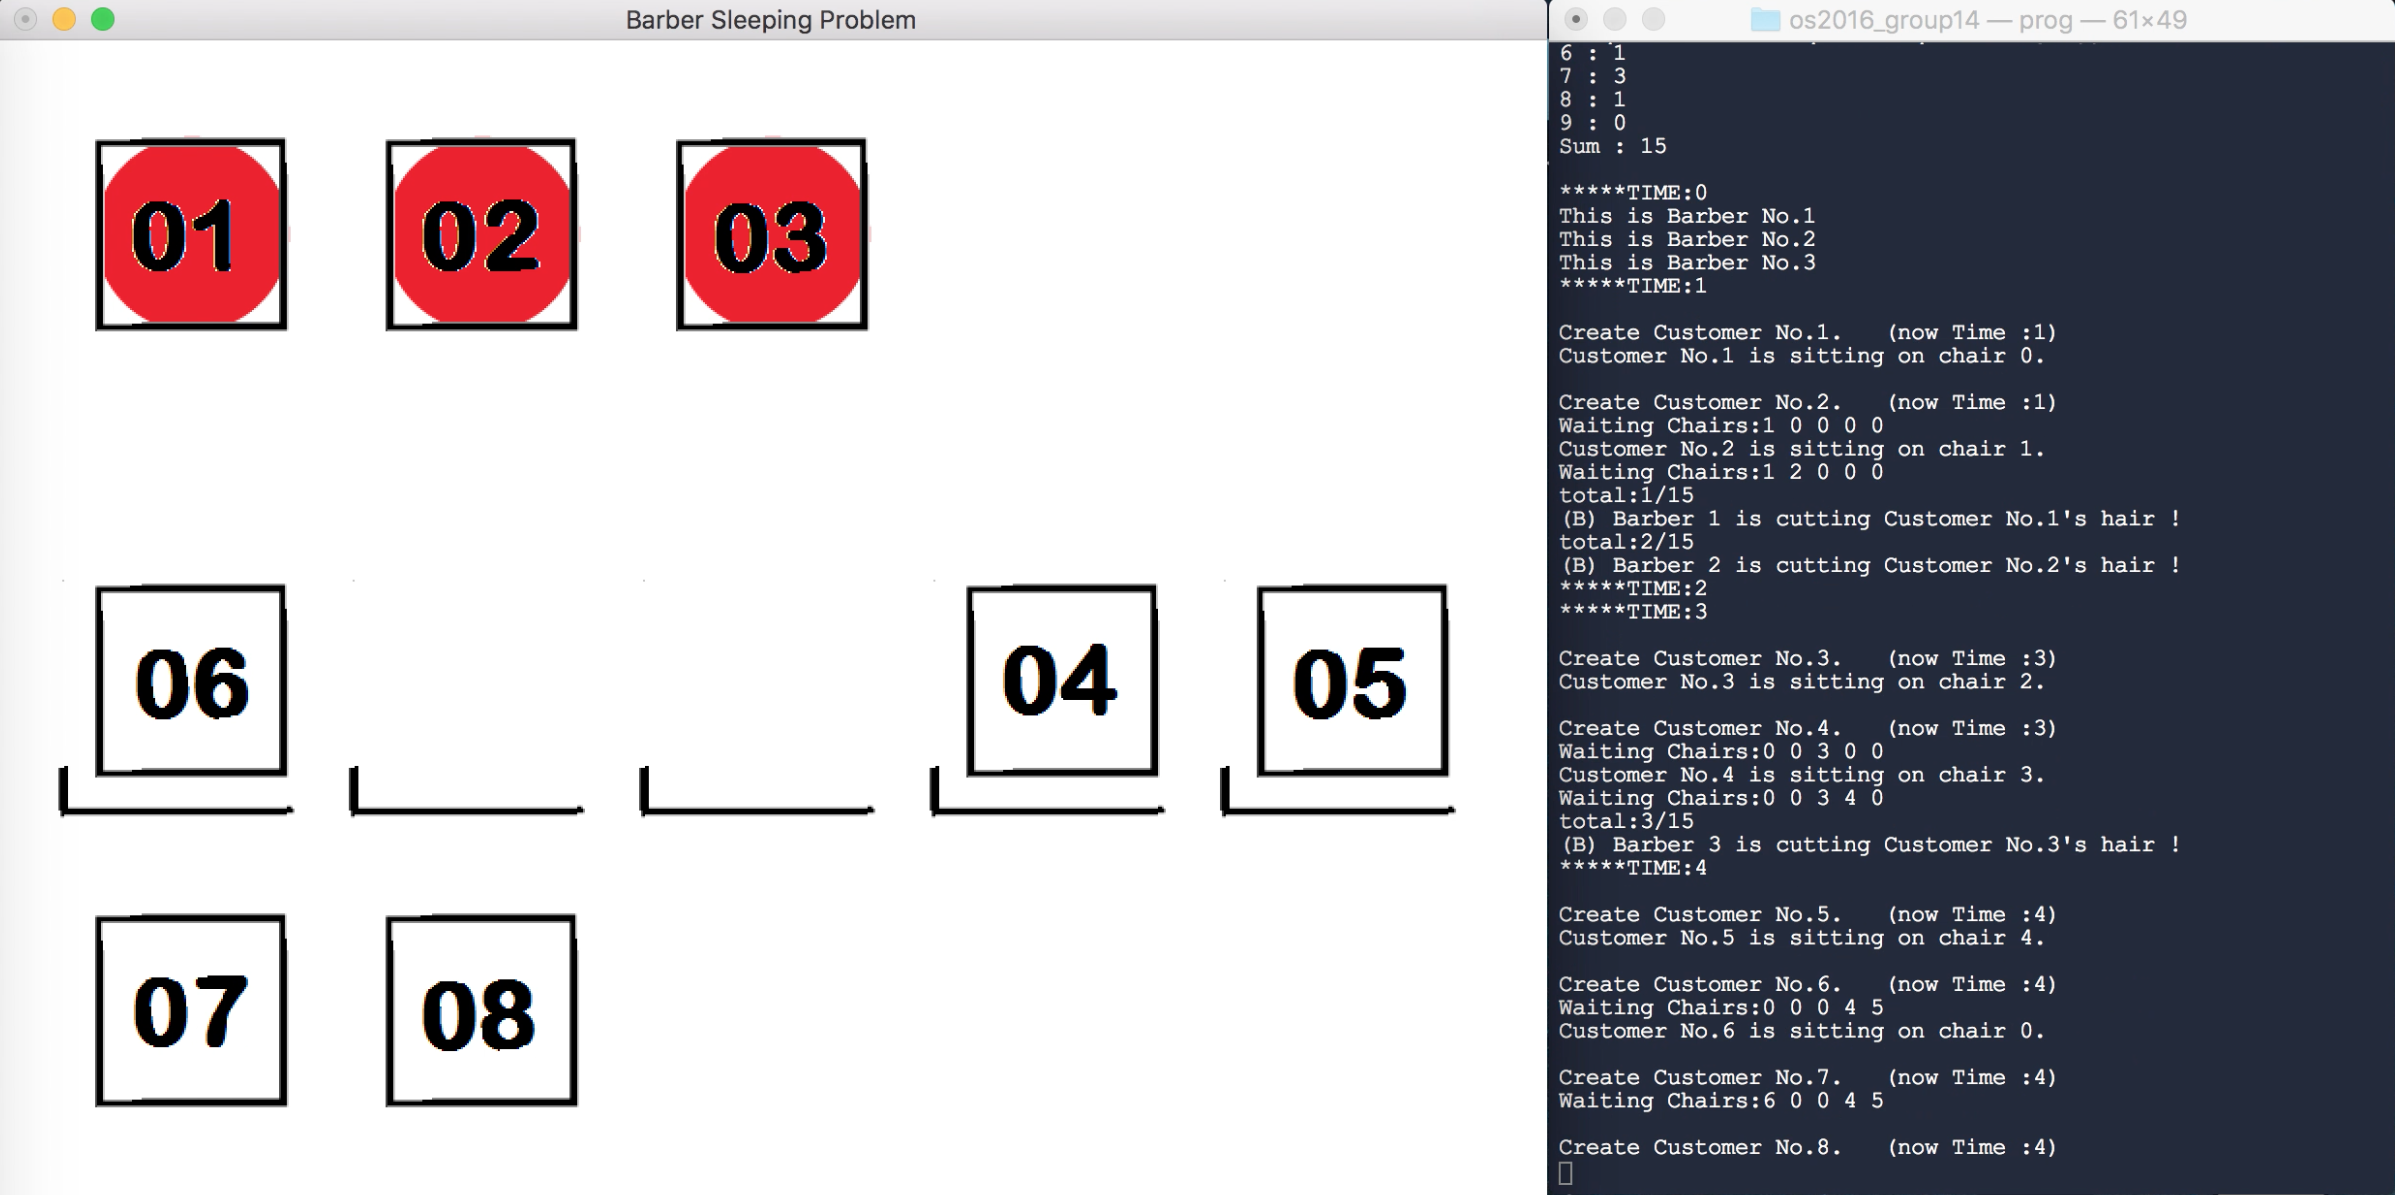 Barber Sleeping Problem
01 02 03
06 04 05
07 08
os2016_group14 — prog — 61×49
6 : 1
7 : 3
8 : 1
9 : 0
Sum : 15
*****TIME:0
This is Barber No.1
This is Barber No.2
This is Barber No.3
*****TIME:1
Create Customer No.1.   (now Time :1)
Customer No.1 is sitting on chair 0.
Create Customer No.2.   (now Time :1)
Waiting Chairs:1 0 0 0 0
Customer No.2 is sitting on chair 1.
Waiting Chairs:1 2 0 0 0
total:1/15
(B) Barber 1 is cutting Customer No.1's hair !
total:2/15
(B) Barber 2 is cutting Customer No.2's hair !
*****TIME:2
*****TIME:3
Create Customer No.3.   (now Time :3)
Customer No.3 is sitting on chair 2.
Create Customer No.4.   (now Time :3)
Waiting Chairs:0 0 3 0 0
Customer No.4 is sitting on chair 3.
Waiting Chairs:0 0 3 4 0
total:3/15
(B) Barber 3 is cutting Customer No.3's hair !
*****TIME:4
Create Customer No.5.   (now Time :4)
Customer No.5 is sitting on chair 4.
Create Customer No.6.   (now Time :4)
Waiting Chairs:0 0 0 4 5
Customer No.6 is sitting on chair 0.
Create Customer No.7.   (now Time :4)
Waiting Chairs:6 0 0 4 5
Create Customer No.8.   (now Time :4)